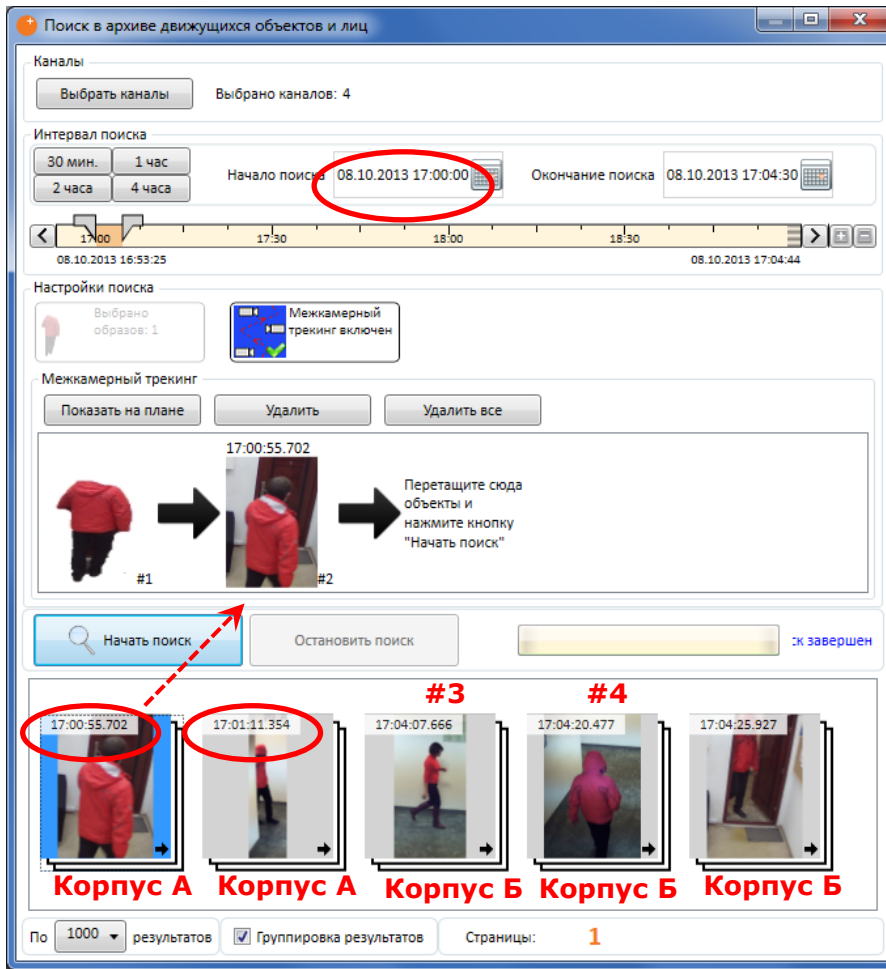 Поиск в архиве движущихся объектов и лиц
Каналы
Выбрать каналы Выбрано каналов: 4
Интервал поиска
30 мин. 1 час
2 часа 4 часа
Начало поиска 08.10.2013 17:00:00 Окончание поиска 08.10.2013 17:04:30
17:00 17:30 18:00 18:30
08.10.2013 16:53:25 08.10.2013 17:04:44
Настройки поиска
Выбрано
образов: 1
Межкамерный
трекинг включен
Межкамерный трекинг
Показать на плане Удалить Удалить все
17:00:55.702
Перетащите сюда
объекты и
нажмите кнопку
"Начать поиск"
#1 #2
Начать поиск Остановить поиск ск завершен
#3 #4
17:00:55.702 17:01:11.354 17:04:07.666 17:04:20.477 17:04:25.927
Корпус А Корпус А Корпус Б Корпус Б Корпус Б
По 1000 результатов Группировка результатов Страницы: 1